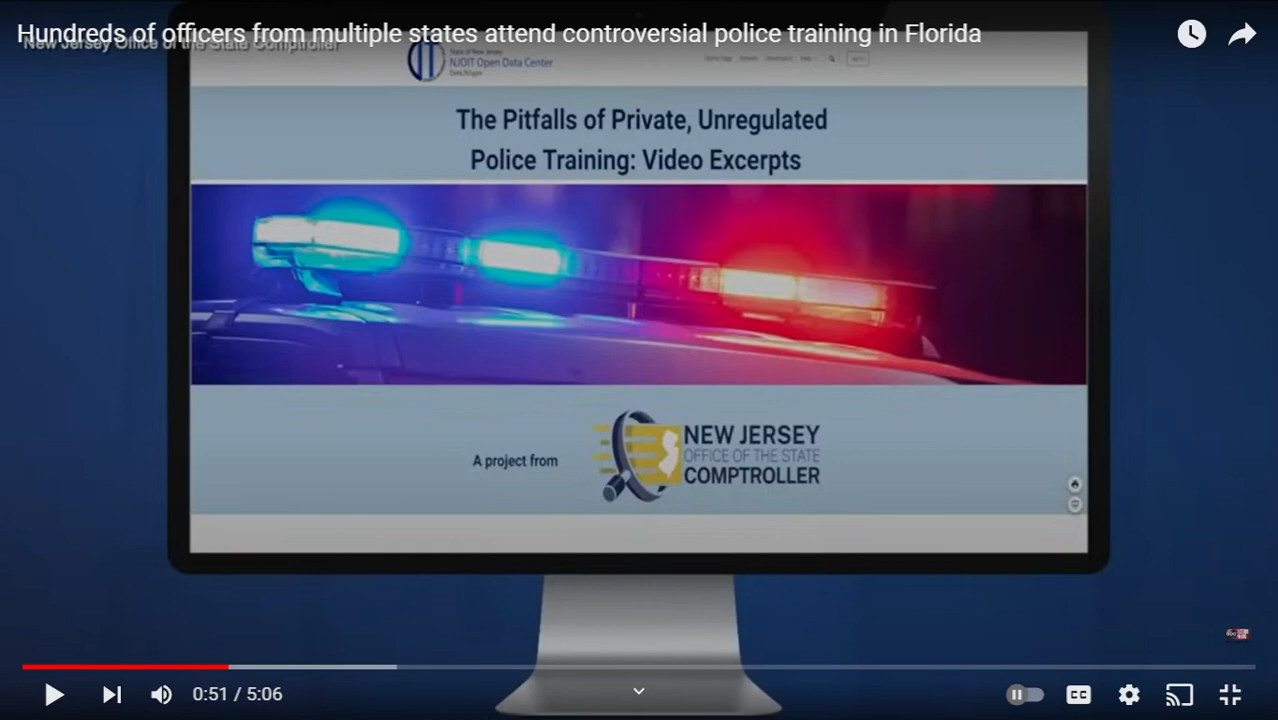 Hundreds of officers from multiple states attend controversial police training in Florida
New Jersey Office of the State Comptroller
State of New Jersey
NJOIT Open Data Center
The Pitfalls of Private, Unregulated
Police Training: Video Excerpts
A project from
NEW JERSEY
OFFICE OF THE STATE
COMPTROLLER
0:51 / 5:06
CC